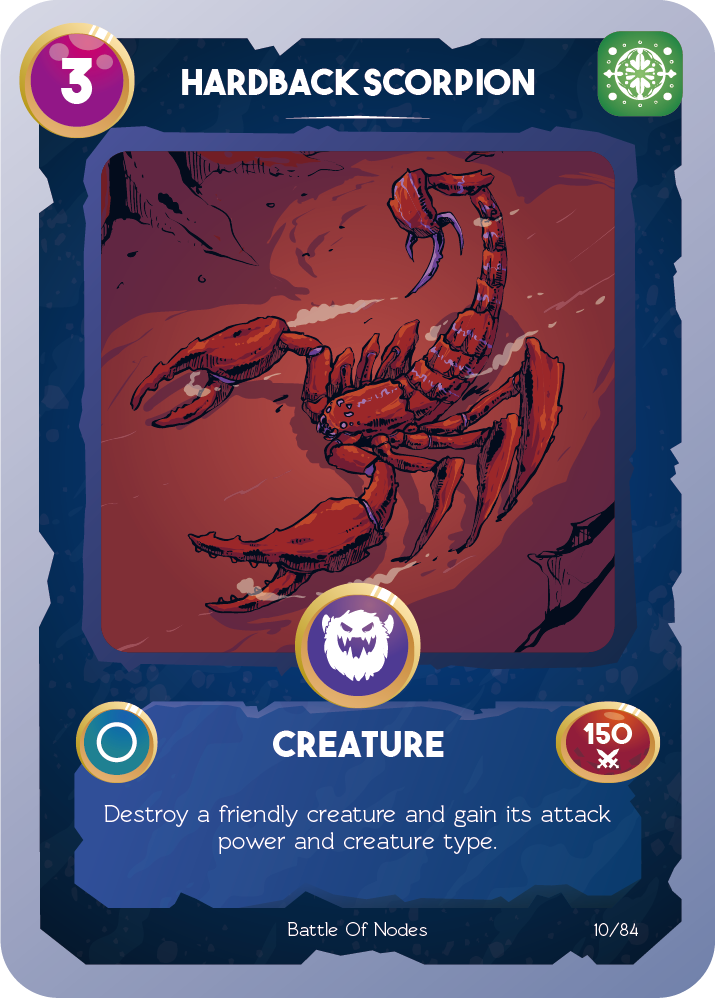 3
HARDBACK SCORPION
CREATURE
150
Destroy a friendly creature and gain its attack
power and creature type.
Battle Of Nodes
10/84